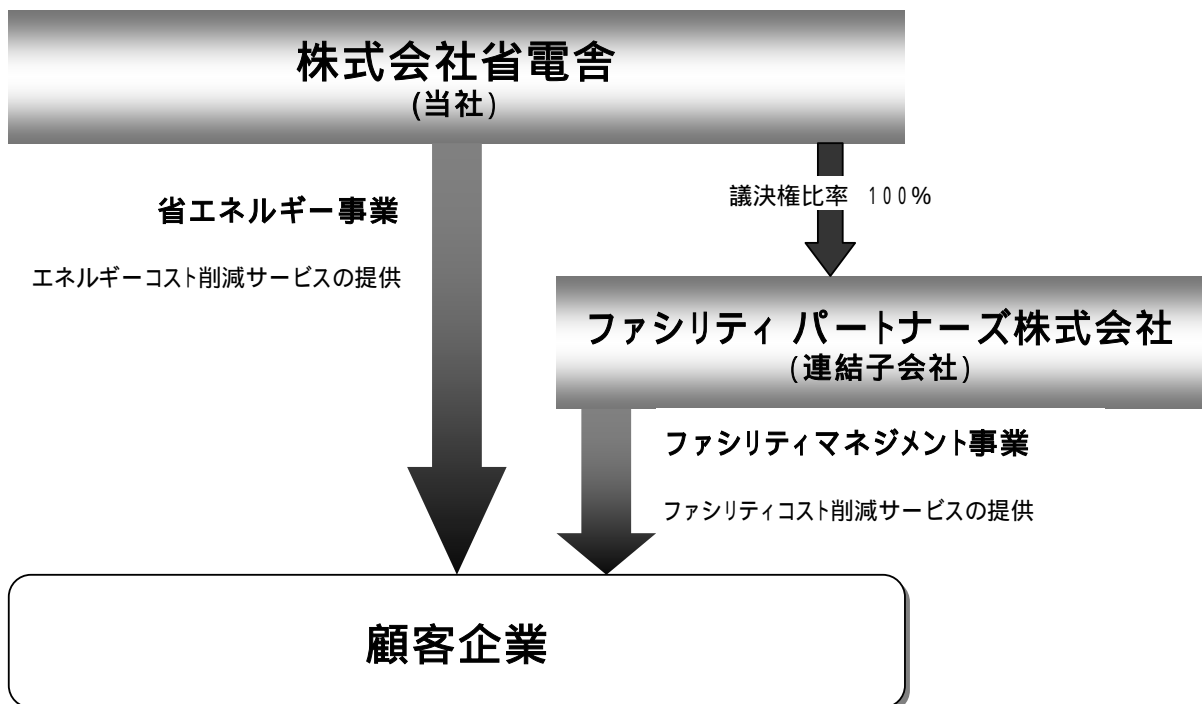 株式会社省電舎
(当社)
省エネルギー事業
議決権比率 100%
エネルギーコスト削減サービスの提供
ファシリティ パートナーズ株式会社
(連結子会社)
ファシリティマネジメント事業
ファシリティコスト削減サービスの提供
顧客企業